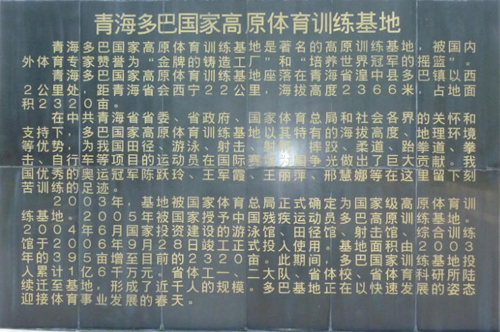 青海多巴国家高原体育训练基地
青海多巴国家高原体育训练基地是著名的高原训练基地，被国内
外体育专家赞誉为“金牌的铸造工厂”和“培养世界冠军的摇篮”。
青海多巴国家高原体育训练基地座落在青海省湟中县多巴镇以西
2公里处，距青海省会西宁22公里，海拔高度2366米，占地面
积2320亩。
在中共青海省省委、省政府、国家体育总局和社会各界的关怀和
支持下，多巴国家高原体育训练基地以其特有的海拔高度、地理环境
等优势，为我国田径、游泳、射击、射箭、摔跤、柔道、跆拳道、拳
击、自行车等项目的运动员在国际赛场为国争光做出了巨大贡献。我
国优秀的奥运冠军陈跃玲、王军霞、王丽萍、邢慧娜等在这里留下刻
苦训练的足迹。
2003年，基地被国家体育总局正式确定为国家级高原体育训
练基地。2005年被国家授予中国残疾运动员多巴高原训练基地。
2004年6月国家投资建设的游泳馆、田径馆、射击馆、综合训练
馆于2006年9月28日竣工正式投入使用，基地面积由2003
年的395亩增至目前的2320亩。此期间，多巴基地国家投
入累计1亿6千万元。省体工一、二大队、省体校、省体育科研所陆
续迁至基地，形成了近千人的规模。多巴基地正在以快速发展的姿态
迎接体育事业发展的春天。